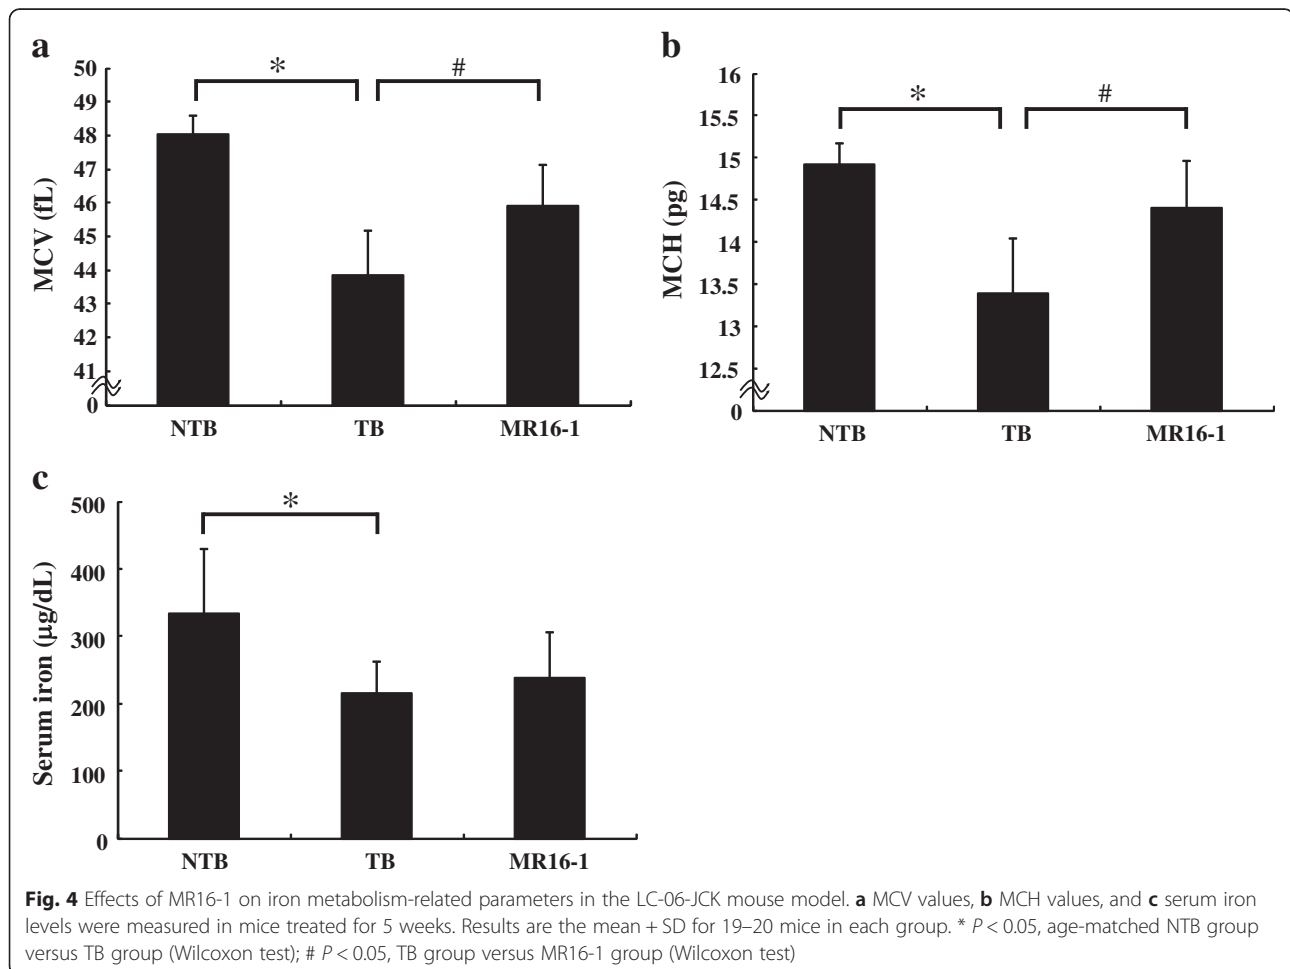 a
50
49
48
47
46
45
44
43
42
41
0
MCV (fL)
*
#
NTB TB MR16-1
b
16
15.5
15
14.5
14
13.5
13
12.5
0
MCH (pg)
*
#
NTB TB MR16-1
c
500
400
300
200
100
0
Serum iron (µg/dL)
*
NTB TB MR16-1
Fig. 4 Effects of MR16-1 on iron metabolism-related parameters in the LC-06-JCK mouse model. a MCV values, b MCH values, and c serum iron
levels were measured in mice treated for 5 weeks. Results are the mean + SD for 19–20 mice in each group. * P < 0.05, age-matched NTB group
versus TB group (Wilcoxon test); # P < 0.05, TB group versus MR16-1 group (Wilcoxon test)